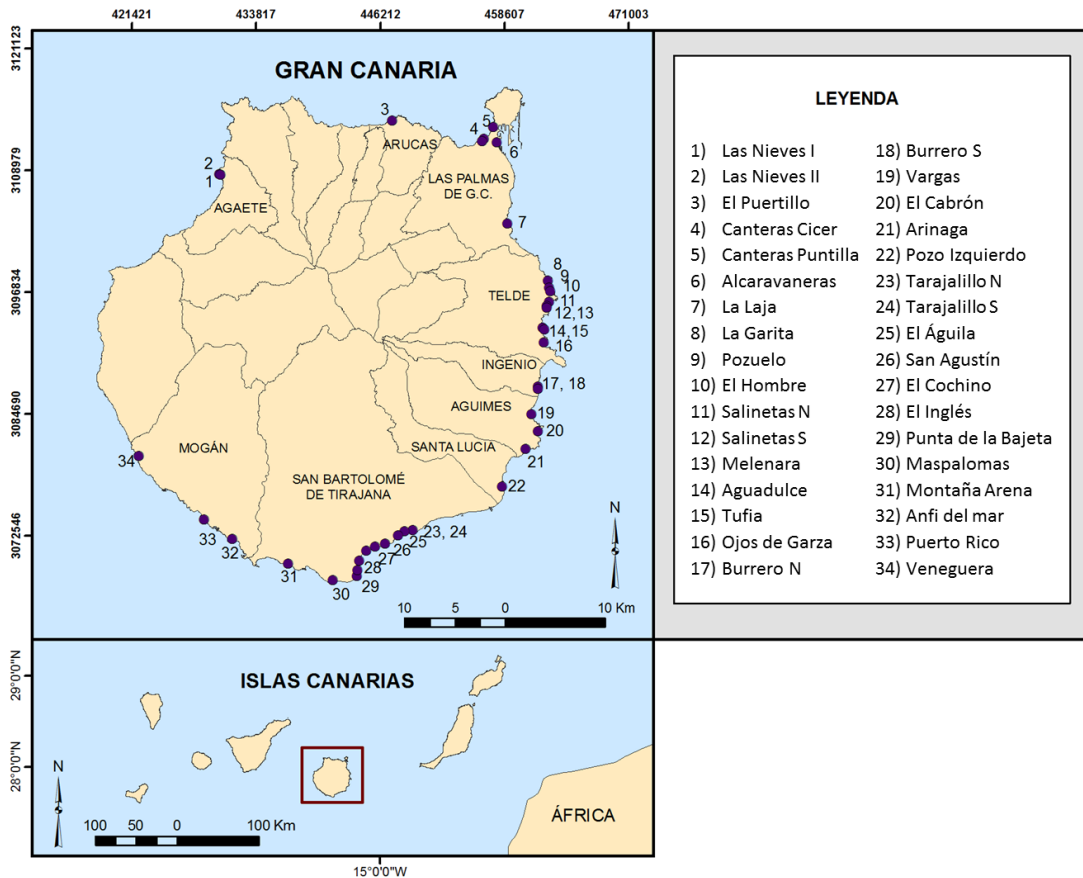 421421 433817 446212 458607 471003
3121123
3108979
3096834
3084690
3072546
GRAN CANARIA
3
5
4
6
ARUCAS
2
1
LAS PALMAS
DE G.C.
AGAETE
7
8
9
TELDE
10
11
12, 13
14, 15
16
INGENIO
17, 18
AGUIMES
19
20
MOGÁN
SANTA LUCIA
21
34
SAN BARTOLOMÉ
DE TIRAJANA
22
N
33
32
23, 24
25
26
27
31
28
29
30
10 5 0 10 Km
LEYENDA
1) Las Nieves I
2) Las Nieves II
3) El Puertillo
4) Canteras Cicer
5) Canteras Puntilla
6) Alcaravaneras
7) La Laja
8) La Garita
9) Pozuelo
10) El Hombre
11) Salinetas N
12) Salinetas S
13) Melenara
14) Aguadulce
15) Tufia
16) Ojos de Garza
17) Burrero N
18) Burrero S
19) Vargas
20) El Cabrón
21) Arinaga
22) Pozo Izquierdo
23) Tarajalillo N
24) Tarajalillo S
25) El Águila
26) San Agustín
27) El Cochino
28) El Inglés
29) Punta de la Bajeta
30) Maspalomas
31) Montaña Arena
32) Anfi del mar
33) Puerto Rico
34) Veneguera
ISLAS CANARIAS
29°0'0"N
28°0'0"N
N
100 50 0 100 Km
ÁFRICA
15°0'0"W